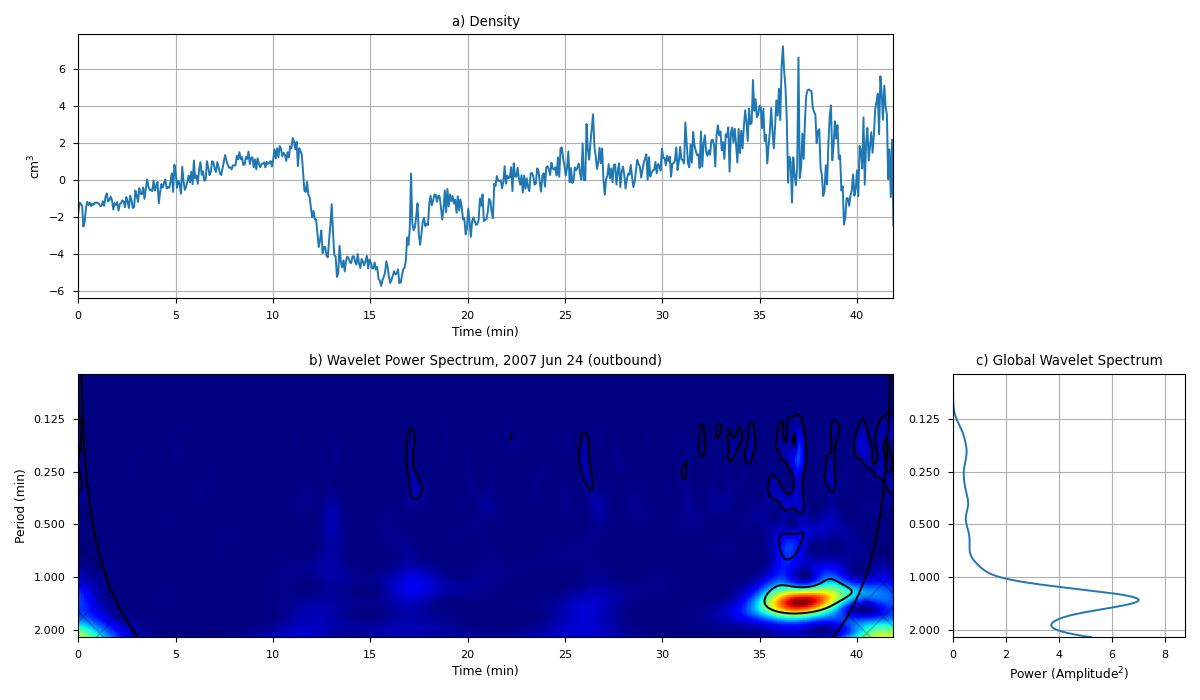 a) Density
cm³
6
4
2
0
−2
−4
−6
0 5 10 15 20 25 30 35 40
Time (min)
b) Wavelet Power Spectrum, 2007 Jun 24 (outbound)
Period (min)
0.125
0.250
0.500
1.000
2.000
0 5 10 15 20 25 30 35 40
Time (min)
c) Global Wavelet Spectrum
0.125
0.250
0.500
1.000
2.000
0 2 4 6 8
Power (Amplitude²)